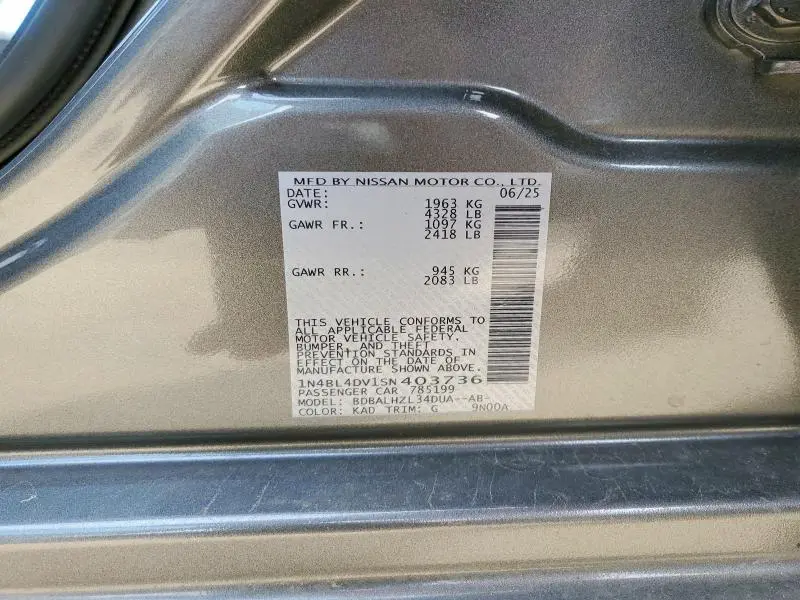 MFD BY NISSAN MOTOR CO., LTD.
DATE: 06/25
GVWR: 1963 KG
4328 LB
GAWR FR.: 1097 KG
2418 LB
GAWR RR.: 945 KG
2083 LB
THIS VEHICLE CONFORMS TO
ALL APPLICABLE FEDERAL
MOTOR VEHICLE SAFETY,
BUMPER, AND THEFT
PREVENTION STANDARDS IN
EFFECT ON THE DATE OF
MANUFACTURE SHOWN ABOVE.
1N4BL4DV1SN403736
PASSENGER CAR 785199
MODEL: BDBALHZL34DUA--AB-
COLOR: KAD TRIM: G 9N00A